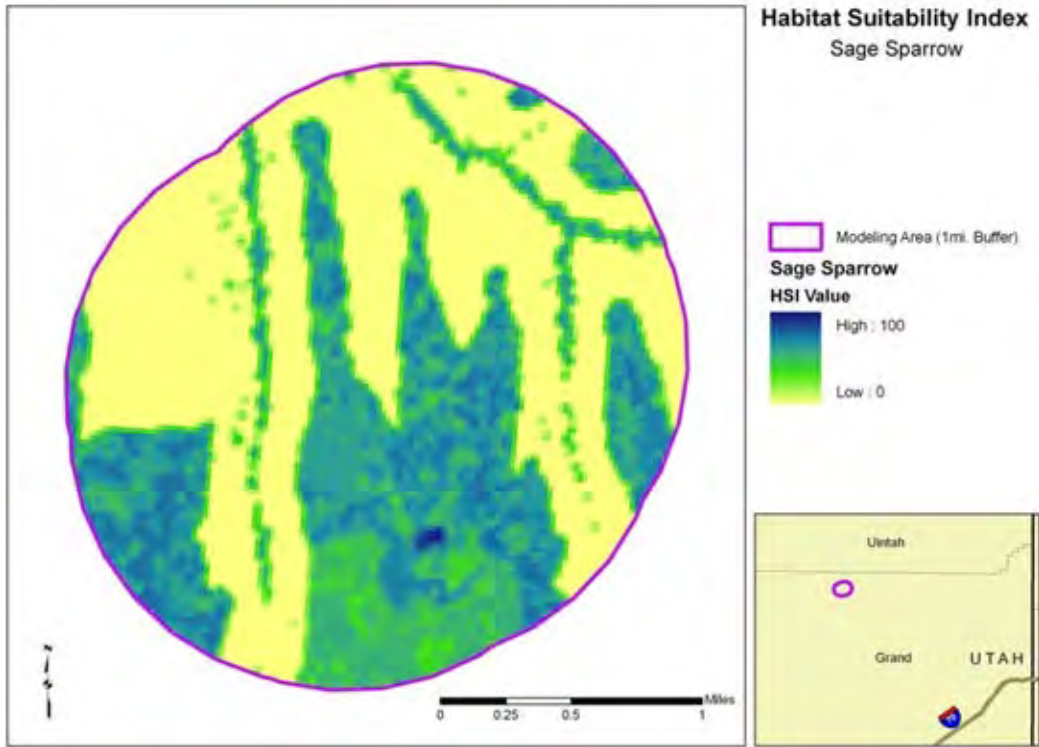 Habitat Suitability Index
Sage Sparrow
Modeling Area (1mi. Buffer)
Sage Sparrow
HSI Value
High : 100
Low : 0
N
Miles
0 0.25 0.5 1
Uintah
Grand
UTAH